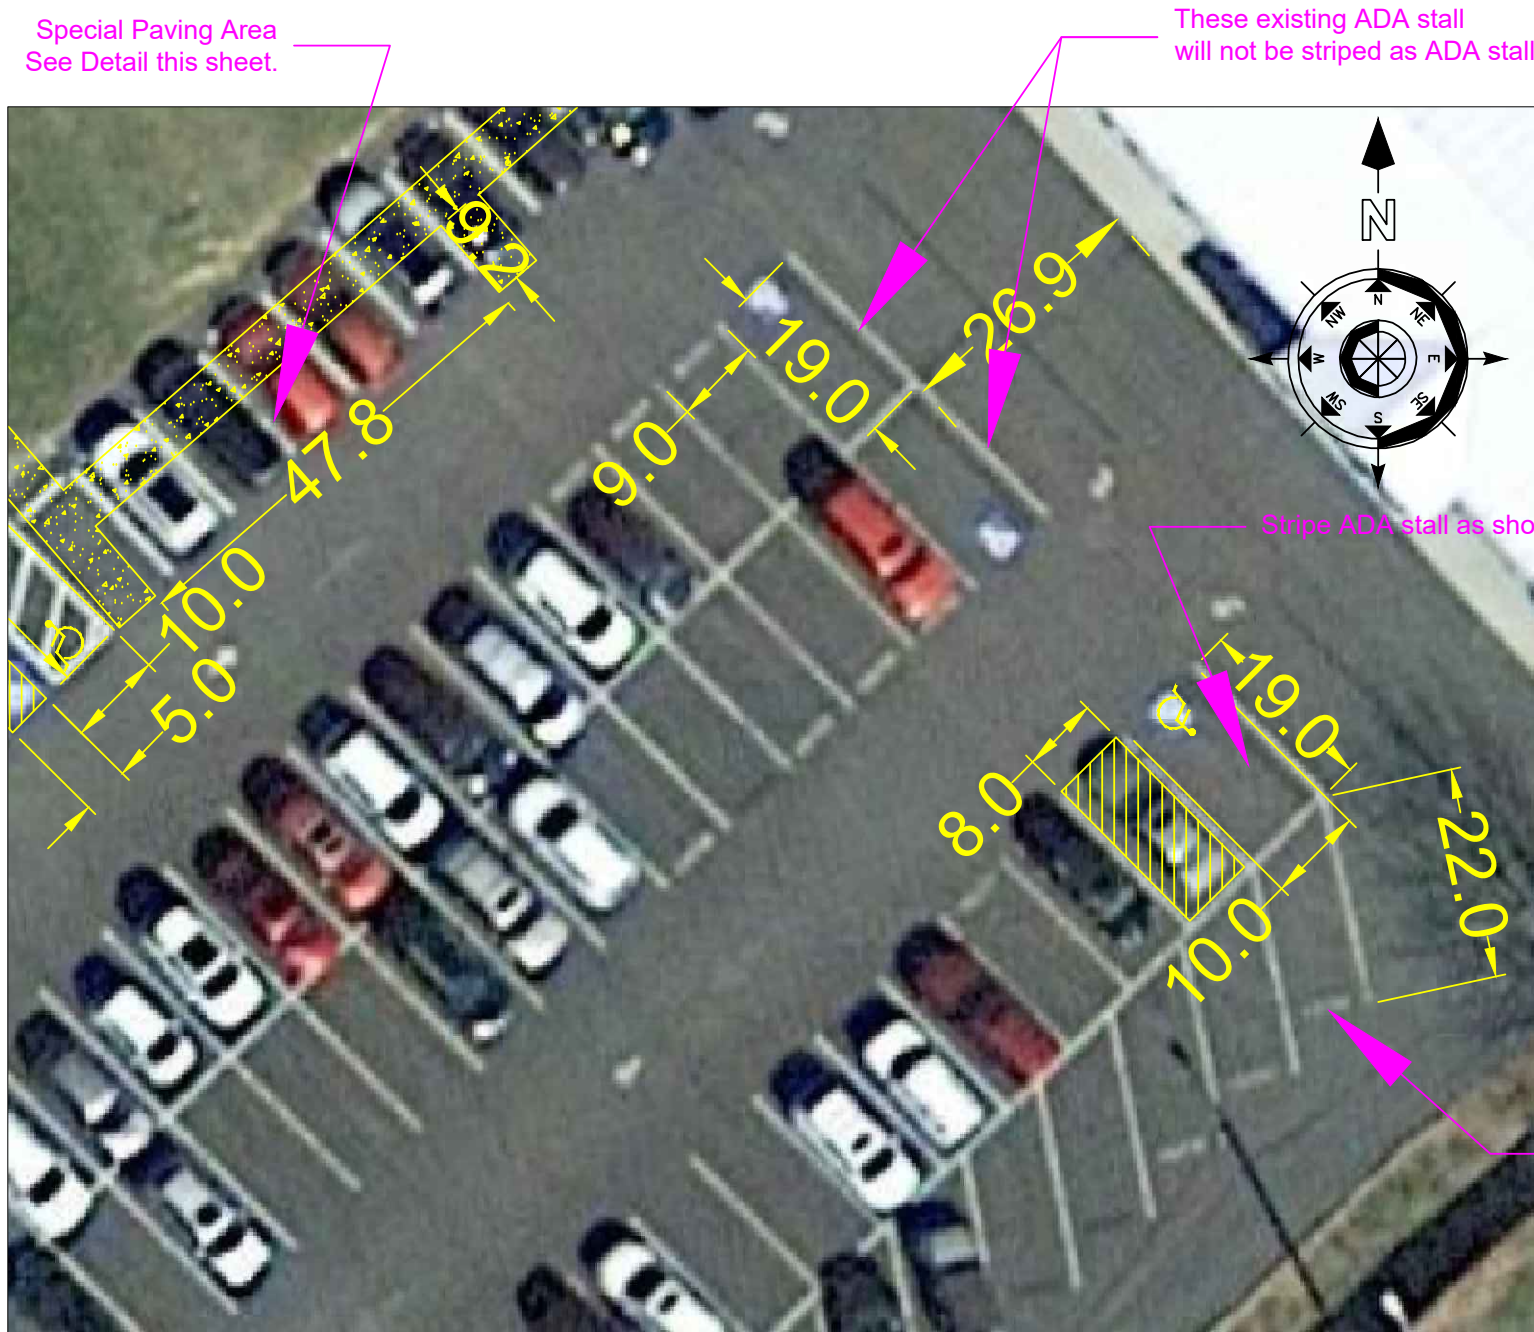 Special Paving Area
See Detail this sheet.
These existing ADA stall
will not be striped as ADA stall
N
N
NE
E
SE
S
SW
W
NW
9.2
26.9
19.0
47.8
9.0
Stripe ADA stall as sho
10.0
5.0
19.0
8.0
22.0
10.0